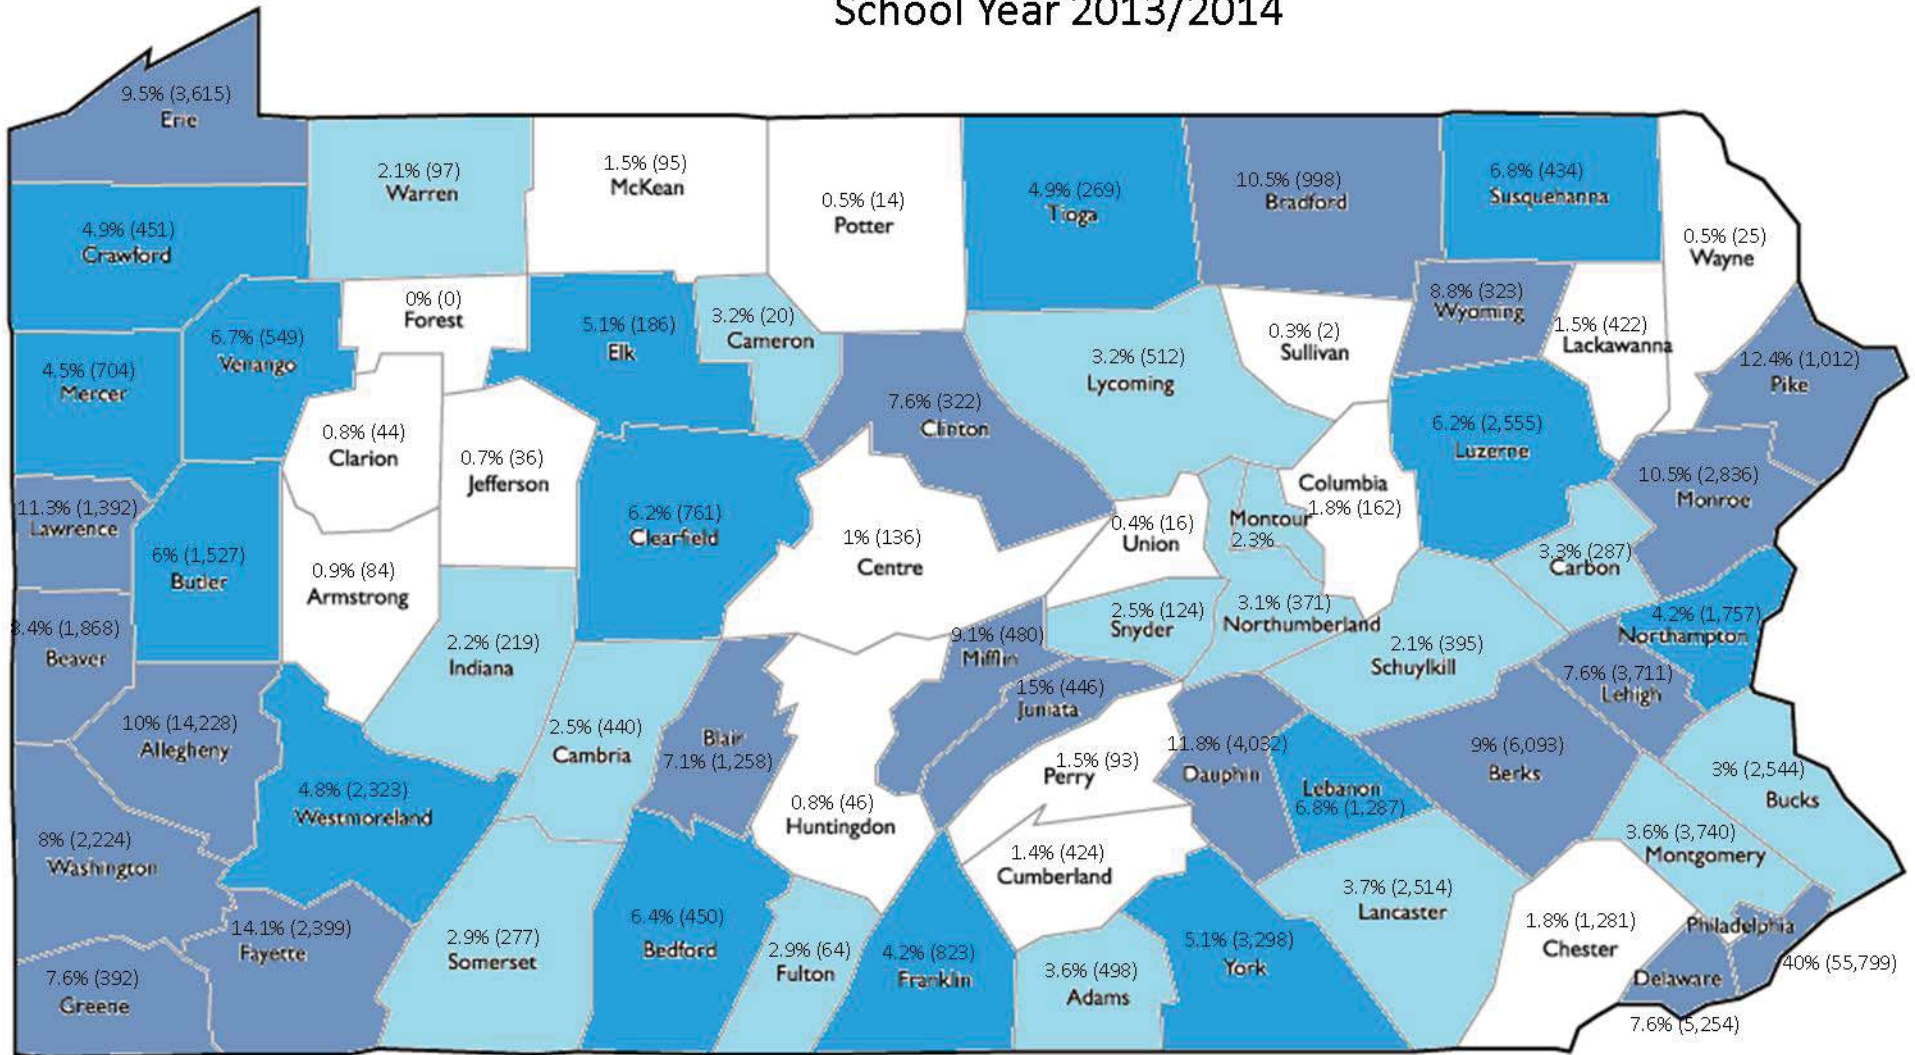 School Year 2013/2014
9.5% (3,615)
Erie
2.1% (97)
Warren
1.5% (95)
McKean
0.5% (14)
Potter
4.9% (269)
Tioga
10.5% (998)
Bradford
6.8% (434)
Susquehanna
0.5% (25)
Wayne
4.9% (451)
Crawford
0% (0)
Forest
6.7% (549)
Venango
5.1% (186)
Elk
3.2% (20)
Cameron
3.2% (512)
Lycoming
0.3% (2)
Sullivan
8.8% (323)
Wyoming
1.5% (422)
Lackawanna
12.4% (1,012)
Pike
4.5% (704)
Mercer
0.8% (44)
Clarion
0.7% (36)
Jefferson
7.6% (322)
Clinton
6.2% (2,555)
Luzerne
10.5% (2,836)
Monroe
11.3% (1,392)
Lawrence
6% (1,527)
Butler
0.9% (84)
Armstrong
6.2% (761)
Clearfield
1% (136)
Centre
0.4% (16)
Union
Montour
2.3%
Columbia
1.8% (162)
3.3% (287)
Carbon
8.4% (1,868)
Beaver
2.2% (219)
Indiana
9.1% (480)
Mifflin
2.5% (124)
Snyder
3.1% (371)
Northumberland
2.1% (395)
Schuylkill
4.2% (1,757)
Northampton
7.6% (3,711)
Lehigh
10% (14,228)
Allegheny
2.5% (440)
Cambria
Blair
7.1% (1,258)
15% (446)
Juniata
1.5% (93)
Perry
11.8% (4,032)
Dauphin
Lebanon
6.8% (1,287)
9% (6,093)
Berks
3% (2,544)
Bucks
4.8% (2,323)
Westmoreland
0.8% (46)
Huntingdon
8% (2,224)
Washington
1.4% (424)
Cumberland
3.6% (3,740)
Montgomery
14.1% (2,399)
Fayette
2.9% (277)
Somerset
6.4% (450)
Bedford
2.9% (64)
Fulton
4.2% (823)
Franklin
3.6% (498)
Adams
5.1% (3,298)
York
3.7% (2,514)
Lancaster
1.8% (1,281)
Chester
Philadelphia
40% (55,799)
7.6% (392)
Greene
Delaware
7.6% (5,254)